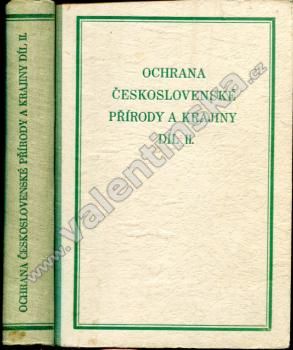 OCHRANA ČESKOSLOVENSKÉ PŘÍRODY A KRAJINY DÍL II.
OCHRANA
ČESKOSLOVENSKÉ
PŘÍRODY A KRAJINY
DÍL II.
www.Valentinska.cz